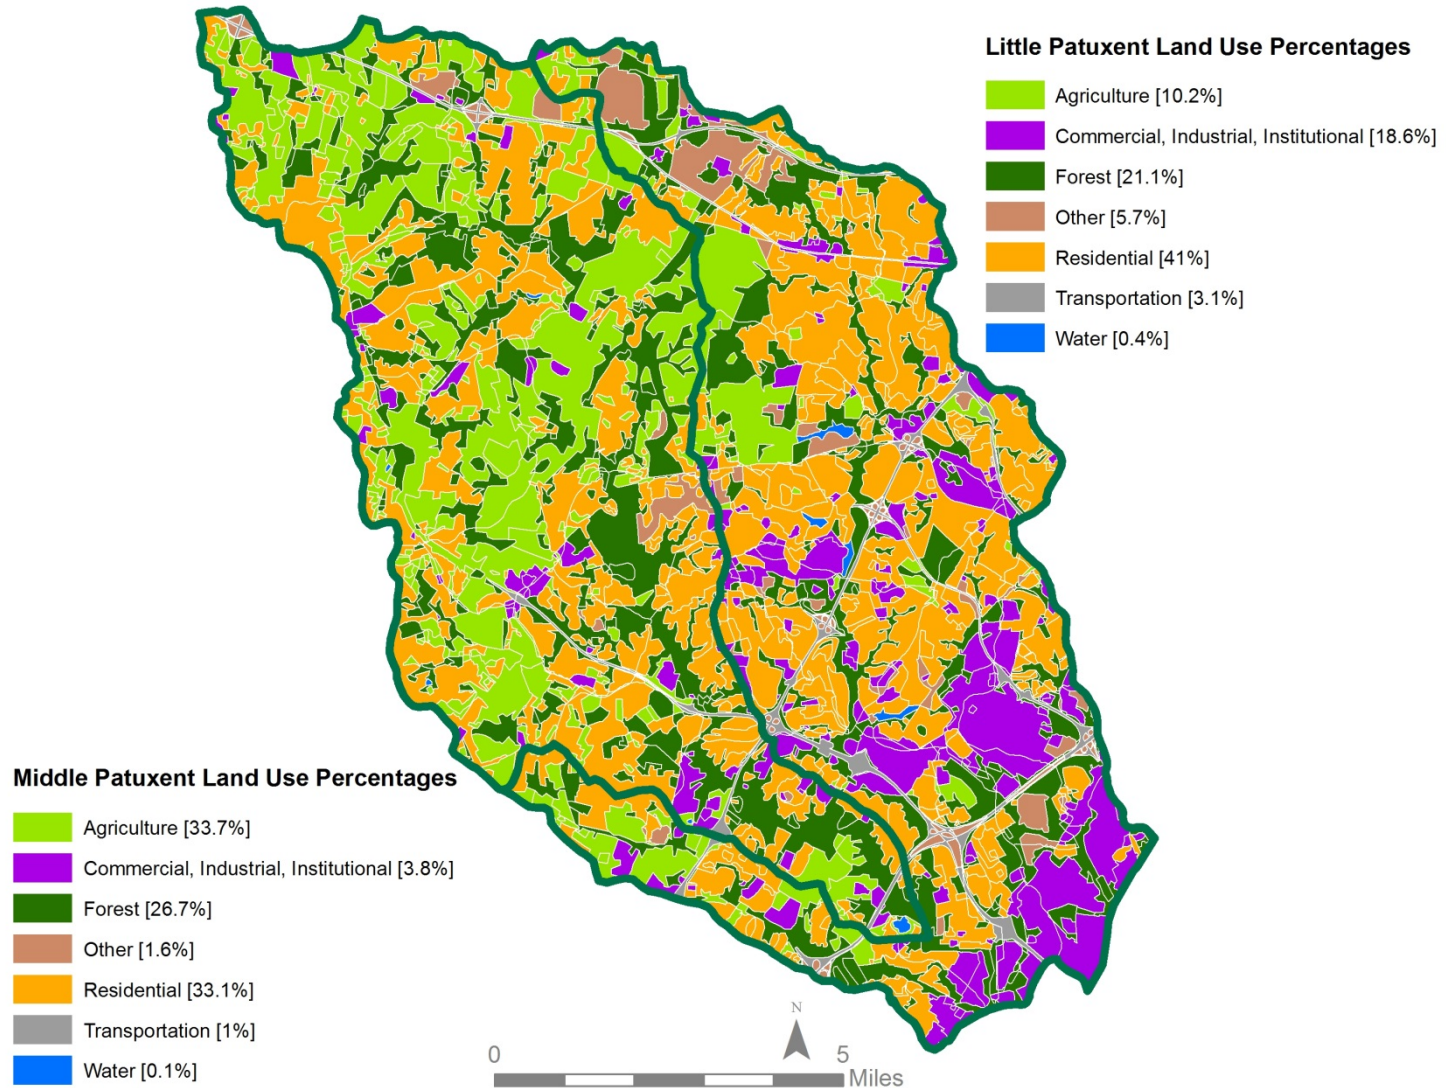 Little Patuxent Land Use Percentages
Agriculture [10.2%]
Commercial, Industrial, Institutional [18.6%]
Forest [21.1%]
Other [5.7%]
Residential [41%]
Transportation [3.1%]
Water [0.4%]
Middle Patuxent Land Use Percentages
Agriculture [33.7%]
Commercial, Industrial, Institutional [3.8%]
Forest [26.7%]
Other [1.6%]
Residential [33.1%]
Transportation [1%]
Water [0.1%]
N
0 5
Miles